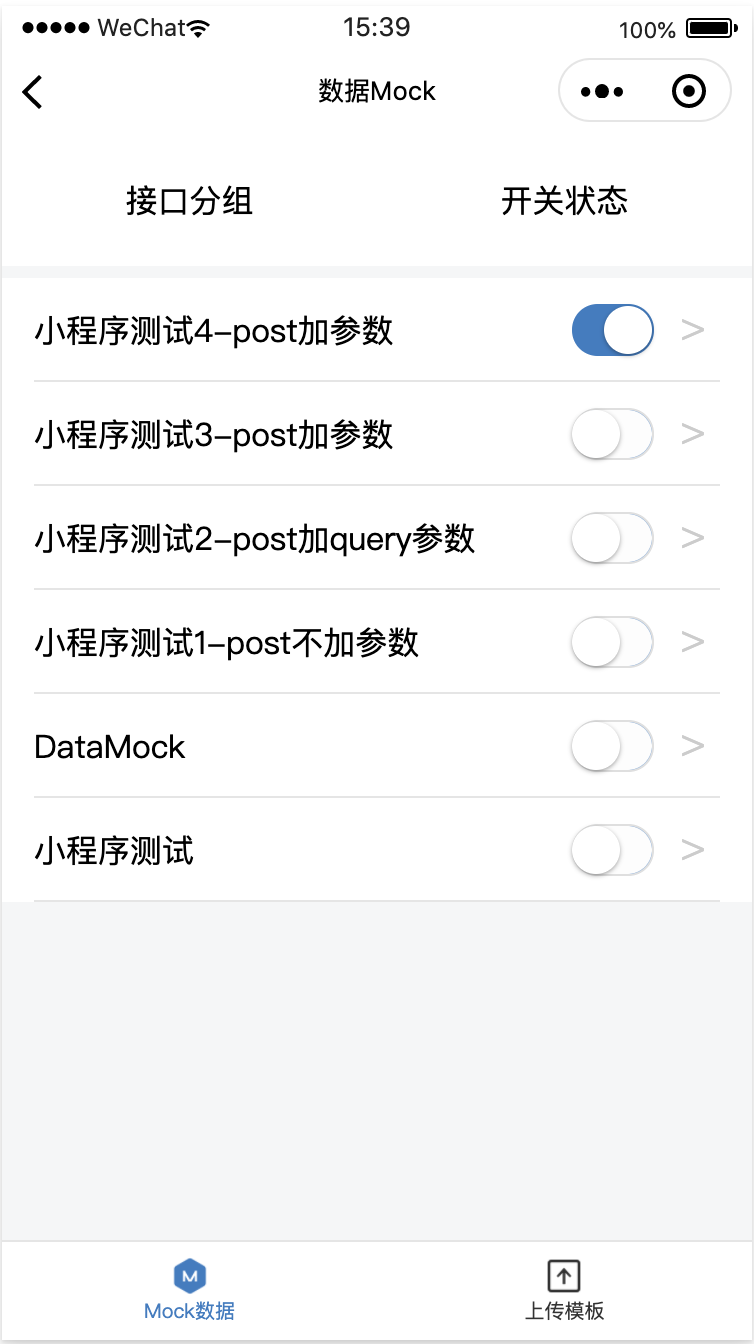 WeChat 15:39 100%
数据Mock
接口分组 开关状态
小程序测试4-post加参数 >
小程序测试3-post加参数 >
小程序测试2-post加query参数 >
小程序测试1-post不加参数 >
DataMock >
小程序测试 >
M
Mock数据 上传模板